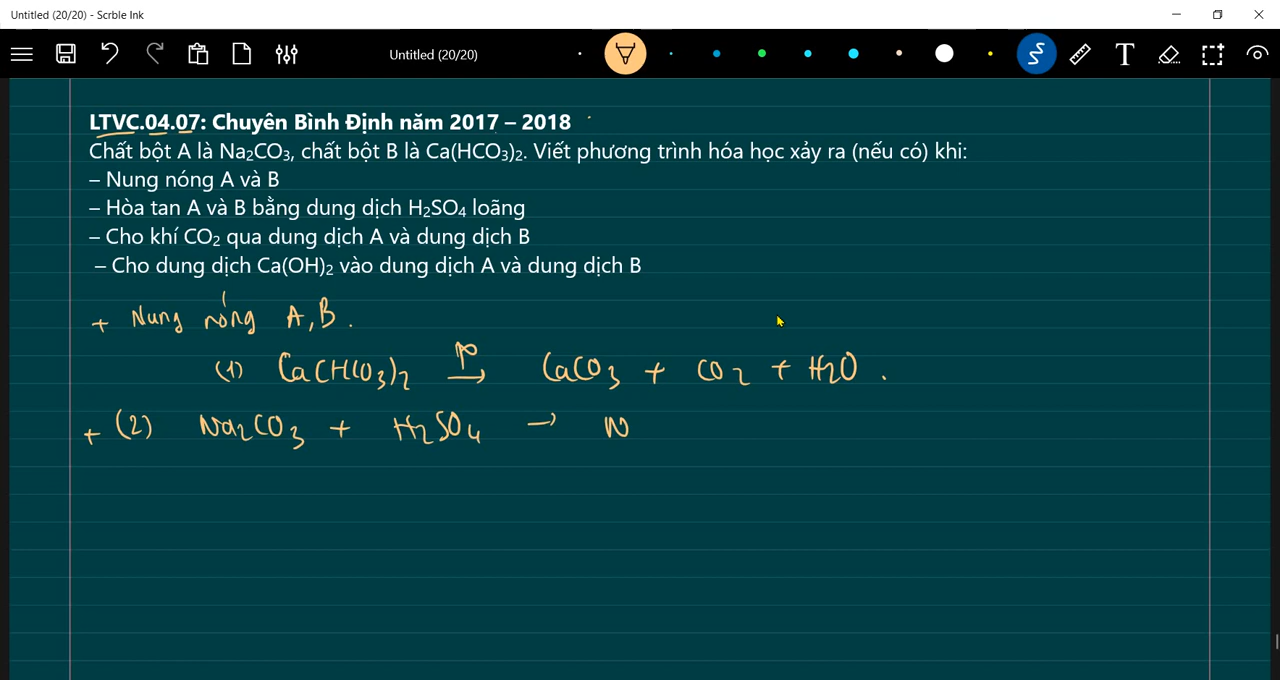 Untitled (20/20) - Scrble Ink
Untitled (20/20)
T
LTVC.04.07: Chuyên Bình Định năm 2017 – 2018
Chất bột A là Na₂CO₃, chất bột B là Ca(HCO₃)₂. Viết phương trình hóa học xảy ra (nếu có) khi:
– Nung nóng A và B
– Hòa tan A và B bằng dung dịch H₂SO₄ loãng
– Cho khí CO₂ qua dung dịch A và dung dịch B
– Cho dung dịch Ca(OH)₂ vào dung dịch A và dung dịch B
+ Nung nóng A, B.
(1) Ca(HCO3)2 t° → CaCO3 + CO2 + H2O .
+ (2) Na2CO3 + H2SO4 → N